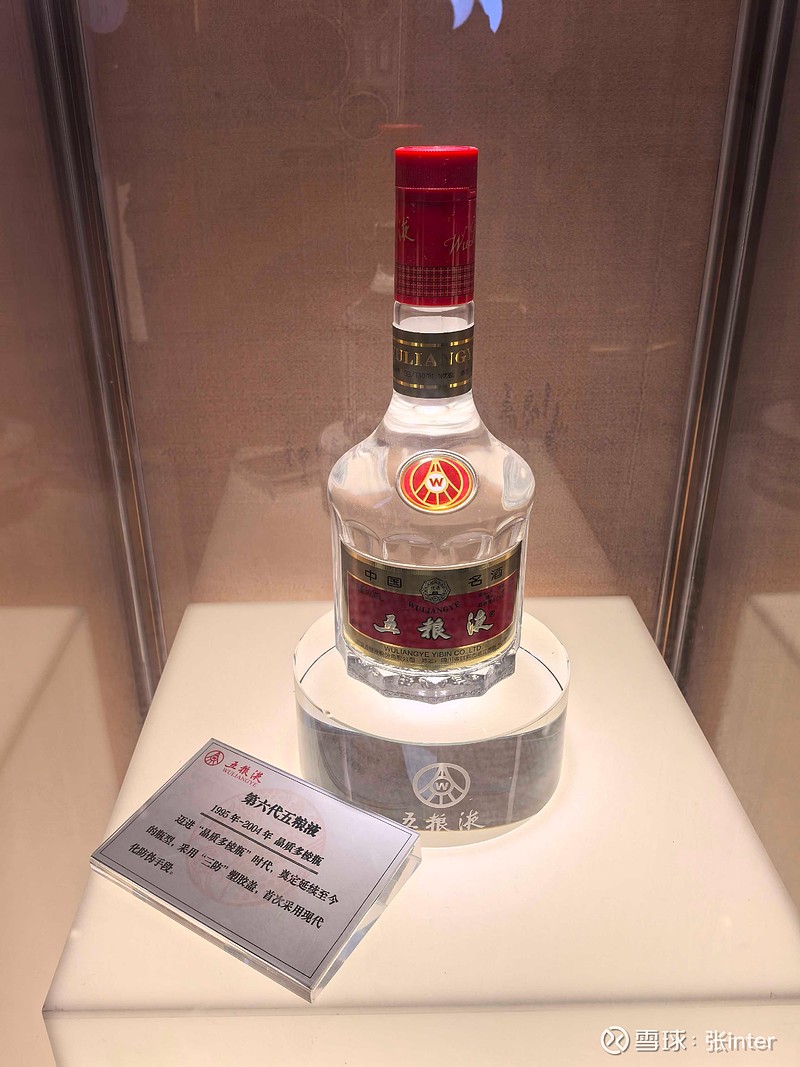 液 Wu
ULIANGY
W
中国名酒
WULIANGYE
五粮液
WULIANGYE YIBIN CO.,LTD
W
五粮液
五粮液
WULIANGYE
第六代五粮液
1995年-2004年 晶质多棱瓶
迈进“晶质多棱瓶”时代，奠定延续至今
的瓶型，采用“三防”塑胶盖，首次采用现代
化防伪手段。
雪球：张inter